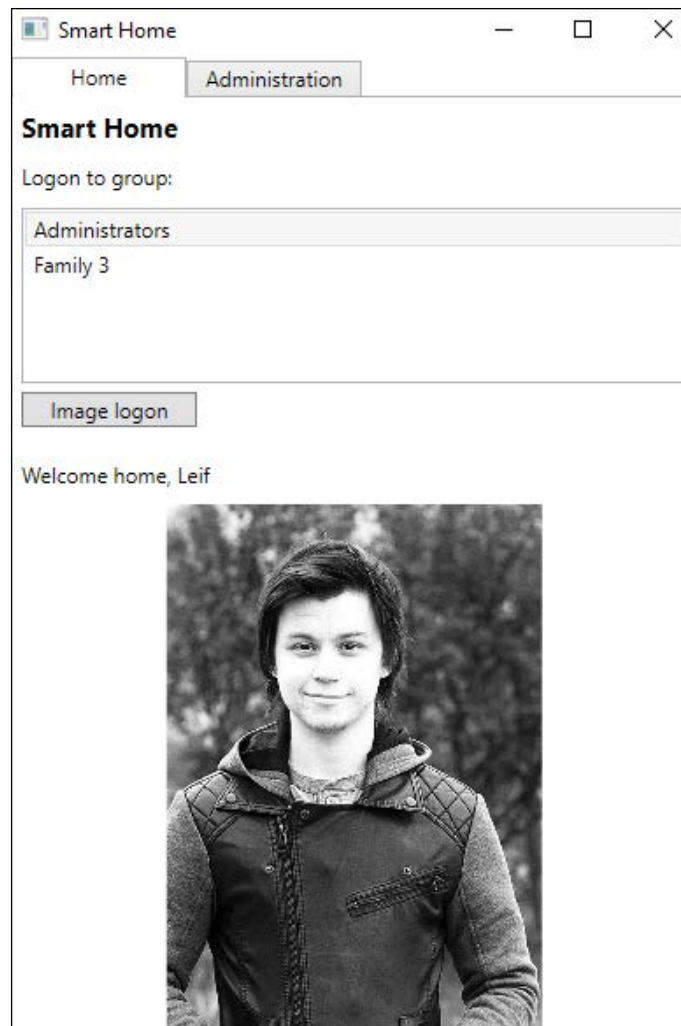 Smart Home
Home Administration
Smart Home
Logon to group:
Administrators
Family 3
Image logon
Welcome home, Leif